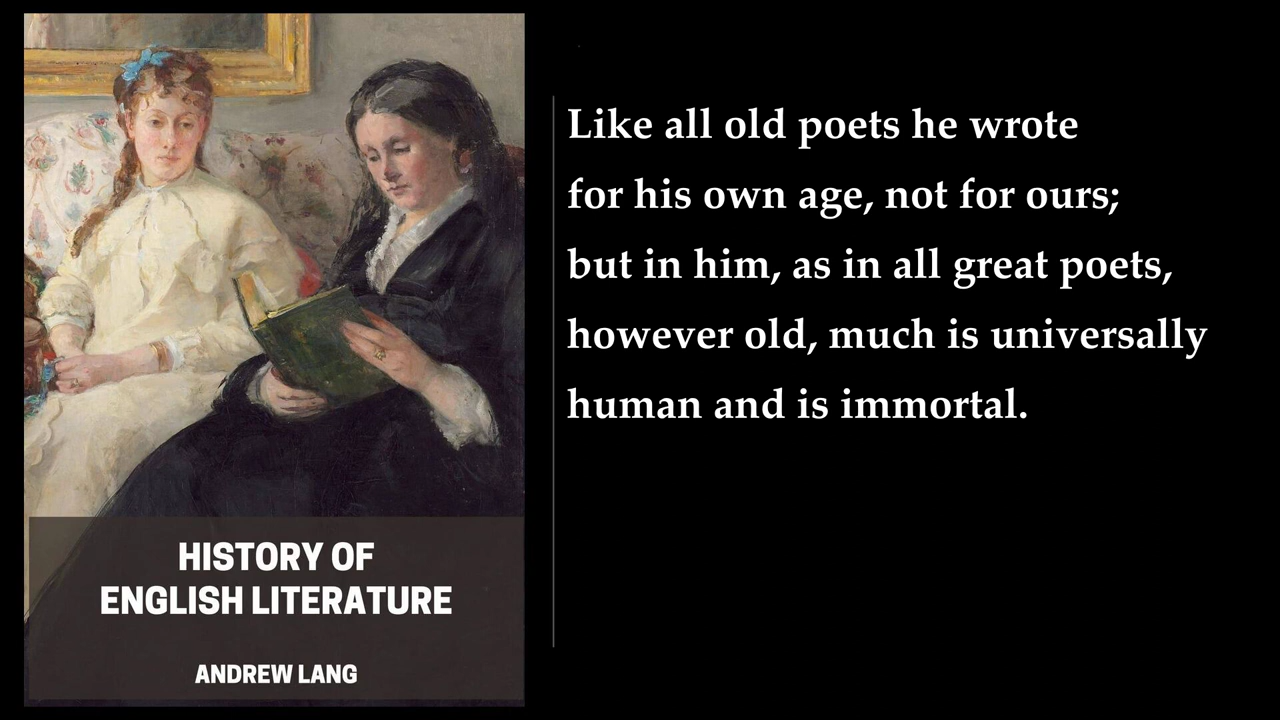 Like all old poets he wrote
for his own age, not for ours;
but in him, as in all great poets,
however old, much is universally
human and is immortal.
HISTORY OF
ENGLISH LITERATURE
ANDREW LANG